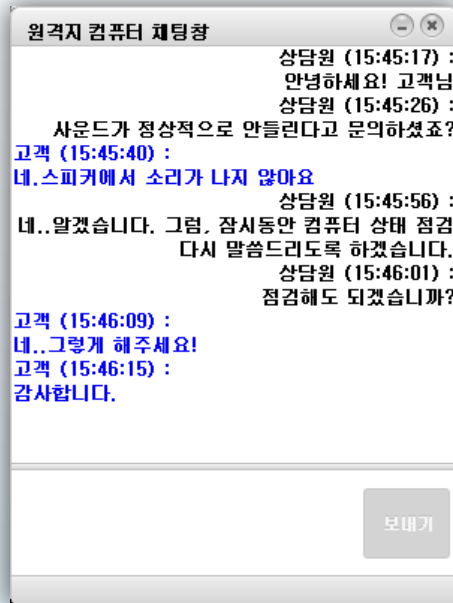 원격지 컴퓨터 채팅창
상담원 (15:45:17) :
안녕하세요! 고객님
상담원 (15:45:26) :
사운드가 정상적으로 안들린다고 문의하셨죠?
고객 (15:45:40) :
네.스피커에서 소리가 나지 않아요
상담원 (15:45:56) :
네..알겠습니다. 그럼, 잠시동안 컴퓨터 상태 점검
다시 말씀드리도록 하겠습니다.
상담원 (15:46:01) :
점검해도 되겠습니까?
고객 (15:46:09) :
네..그렇게 해주세요!
고객 (15:46:15) :
감사합니다.
보내기